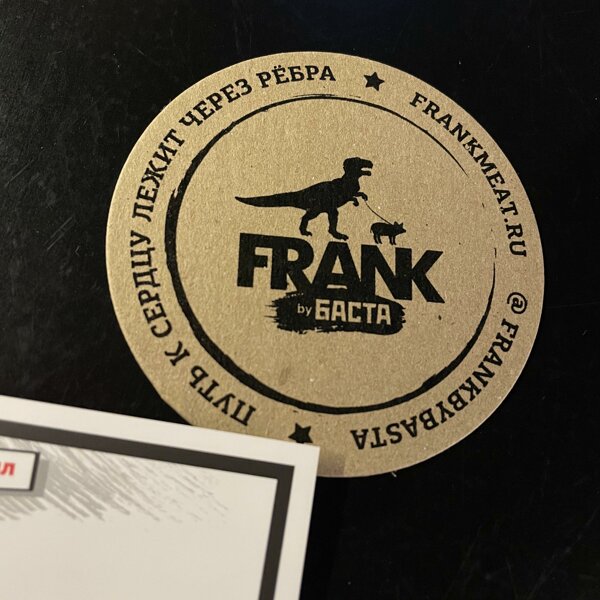 ПУТЬ К СЕРДЦУ ЛЕЖИТ ЧЕРЕЗ РЁБРА
FRANKMEAT.RU
@FRANKBYBASTA
FRANK
by БАСТА